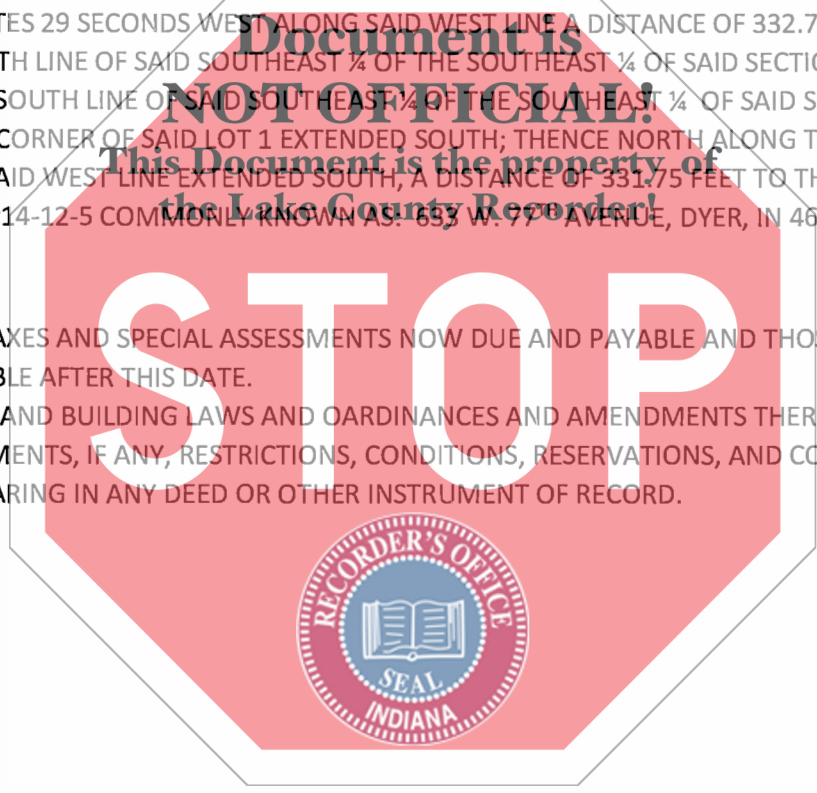 TES 29 SECONDS WEST ALONG SAID WEST LINE A DISTANCE OF 332.7
Document is
TH LINE OF SAID SOUTHEAST ¼ OF THE SOUTHEAST ¼ OF SAID SECTIO
SOUTH LINE OF SAID SOUTHEAST ¼ OF THE SOUTHEAST ¼ OF SAID S
NOT OFFICIAL!
CORNER OF SAID LOT 1 EXTENDED SOUTH; THENCE NORTH ALONG T
This Document is the property of
AID WEST LINE EXTENDED SOUTH, A DISTANCE OF 331.75 FEET TO TH
the Lake County Recorder!
14-12-5 COMMONLY KNOWN AS: 633 W. 77TH AVENUE, DYER, IN 46
STOP
AXES AND SPECIAL ASSESSMENTS NOW DUE AND PAYABLE AND THOS
BLE AFTER THIS DATE.
AND BUILDING LAWS AND OARDINANCES AND AMENDMENTS THER
MENTS, IF ANY, RESTRICTIONS, CONDITIONS, RESERVATIONS, AND CO
ARING IN ANY DEED OR OTHER INSTRUMENT OF RECORD.
RECORDER'S OFFICE
SEAL
INDIANA